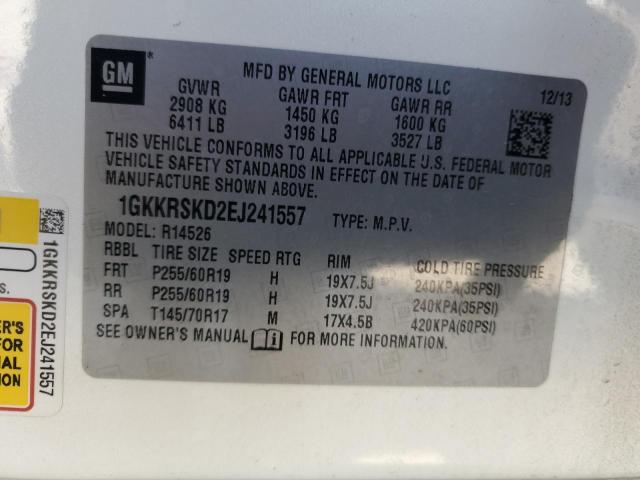 GM
MFD BY GENERAL MOTORS LLC
12/13
GVWR GAWR FRT GAWR RR
2908 KG 1450 KG 1600 KG
6411 LB 3196 LB 3527 LB
THIS VEHICLE CONFORMS TO ALL APPLICABLE U.S. FEDERAL MOTOR
VEHICLE SAFETY STANDARDS IN EFFECT ON THE DATE OF
MANUFACTURE SHOWN ABOVE.
1GKKRSKD2EJ241557 TYPE: M.P.V.
MODEL: R14526
RBBL TIRE SIZE SPEED RTG RIM COLD TIRE PRESSURE
FRT P255/60R19 H 19X7.5J 240KPA(35PSI)
RR P255/60R19 H 19X7.5J 240KPA(35PSI)
SPA T145/70R17 M 17X4.5B 420KPA(60PSI)
SEE OWNER'S MANUAL FOR MORE INFORMATION.
1GKKRSKD2EJ241557
S.
ER'S
FOR
NAL
ION